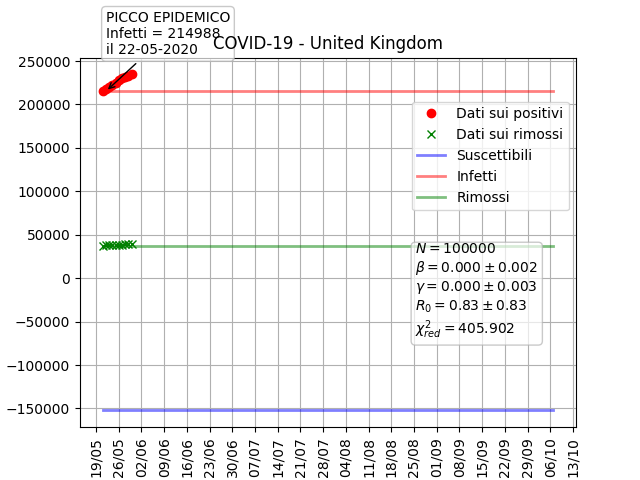 PICCO EPIDEMICO
Infetti = 214988
il 22-05-2020
COVID-19 - United Kingdom
250000
200000
150000
100000
50000
0
−50000
−100000
−150000
Dati sui positivi
Dati sui rimossi
Suscettibili
Infetti
Rimossi
N = 100000
β = 0.000 ± 0.002
γ = 0.000 ± 0.003
R₀ = 0.83 ± 0.83
χ²red = 405.902
19/05
26/05
02/06
09/06
16/06
23/06
30/06
07/07
14/07
21/07
28/07
04/08
11/08
18/08
25/08
01/09
08/09
15/09
22/09
29/09
06/10
13/10